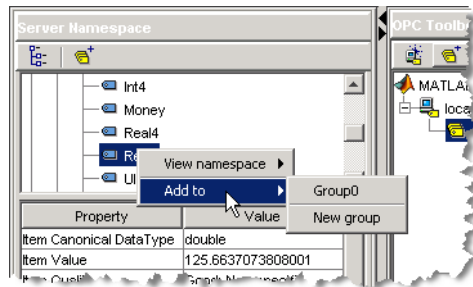 Server Namespace
OPC Toolb
MATLA
loca
Int4
Money
Real4
Re
UI
View namespace
Add to
Group0
New group
Property
Value
Item Canonical DataType
double
Item Value
125.6637073808001